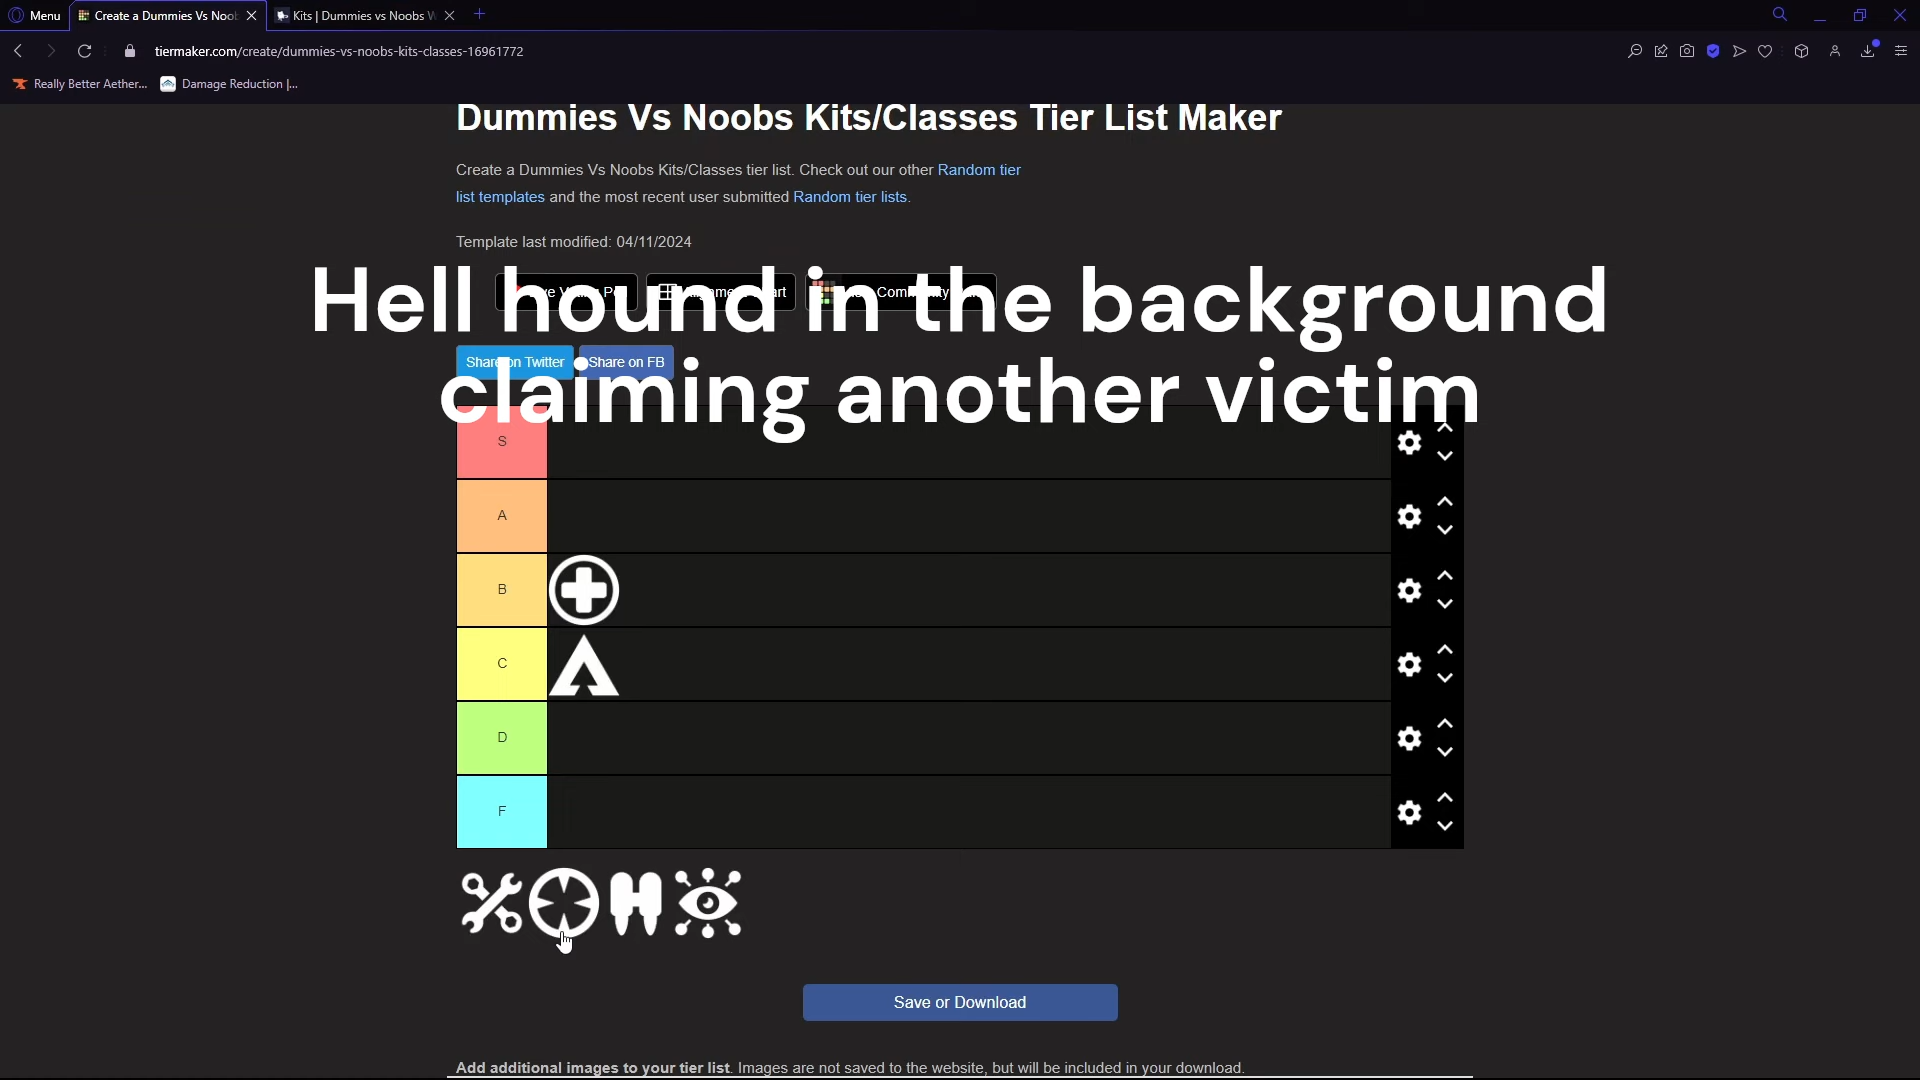 Menu
Create a Dummies Vs Noob
Kits | Dummies vs Noobs W
tiermaker.com/create/dummies-vs-noobs-kits-classes-16961772
Really Better Aether...
Damage Reduction |...
Dummies Vs Noobs Kits/Classes Tier List Maker
Create a Dummies Vs Noobs Kits/Classes tier list. Check out our other Random tier
list templates and the most recent user submitted Random tier lists.
Template last modified: 04/11/2024
Hell hound in the background
claiming another victim
Share on Twitter
Share on FB
S
A
B
C
D
F
Save or Download
Add additional images to your tier list. Images are not saved to the website, but will be included in your download.